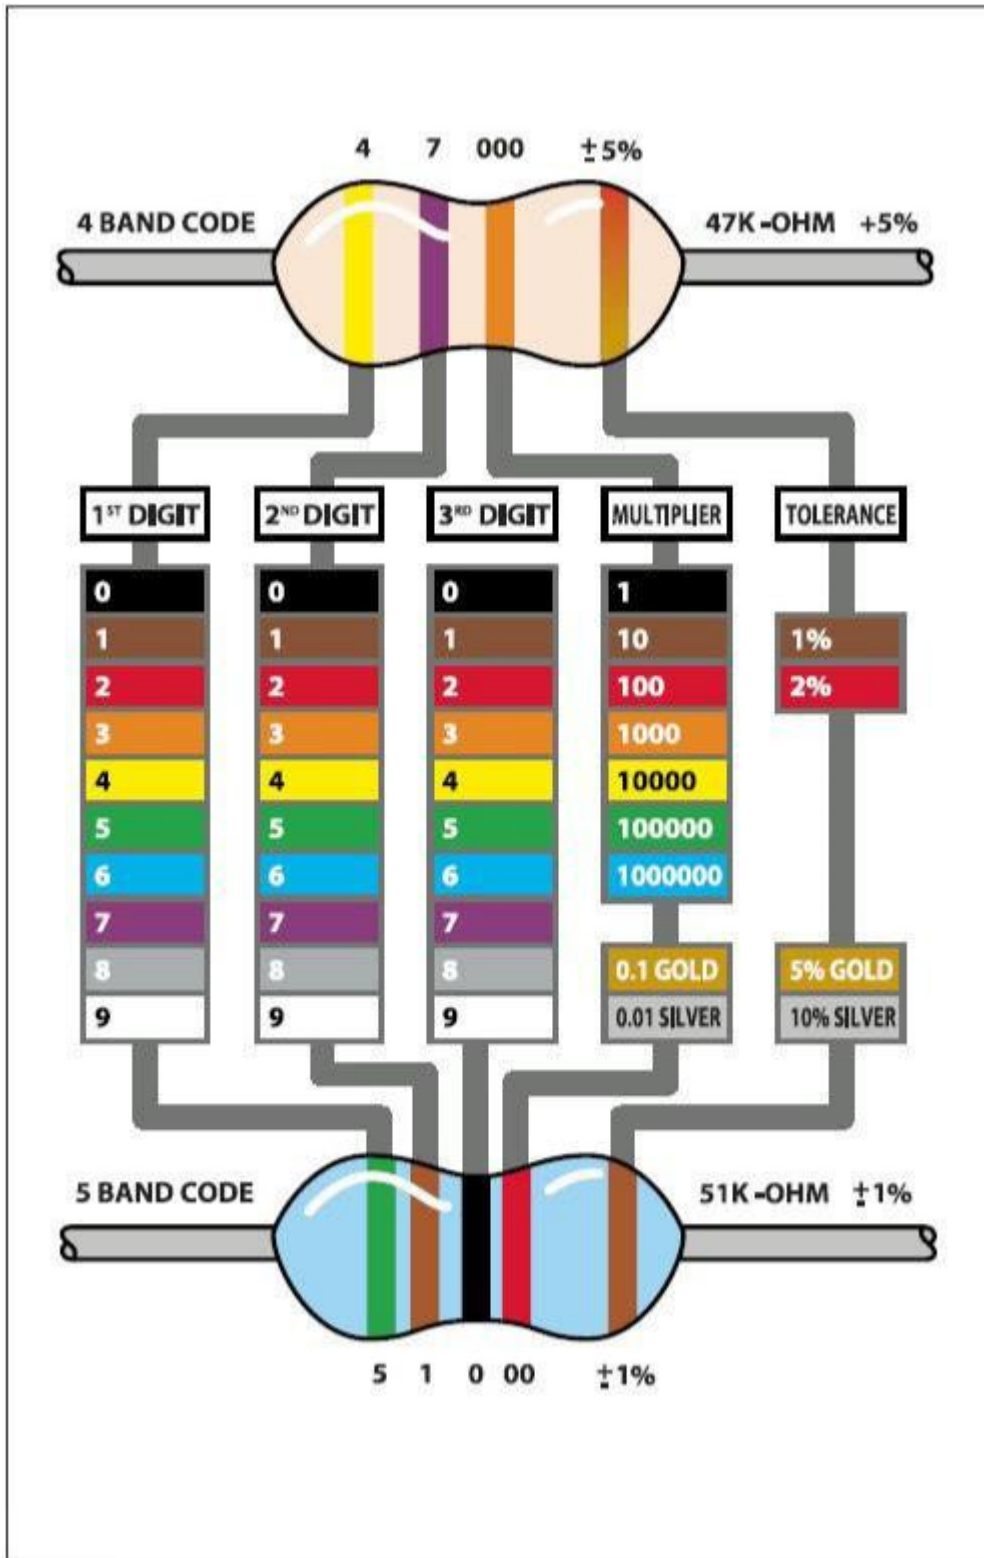 4 7 000 ±5%
4 BAND CODE 47K-OHM +5%
1ST DIGIT 2ND DIGIT 3RD DIGIT MULTIPLIER TOLERANCE
0 0 0 1
1 1 1 10 1%
2 2 2 100 2%
3 3 3 1000
4 4 4 10000
5 5 5 100000
6 6 6 1000000
7 7 7
8 8 8 0.1 GOLD 5% GOLD
9 9 9 0.01 SILVER 10% SILVER
5 BAND CODE 51K-OHM ±1%
5 1 0 00 ±1%